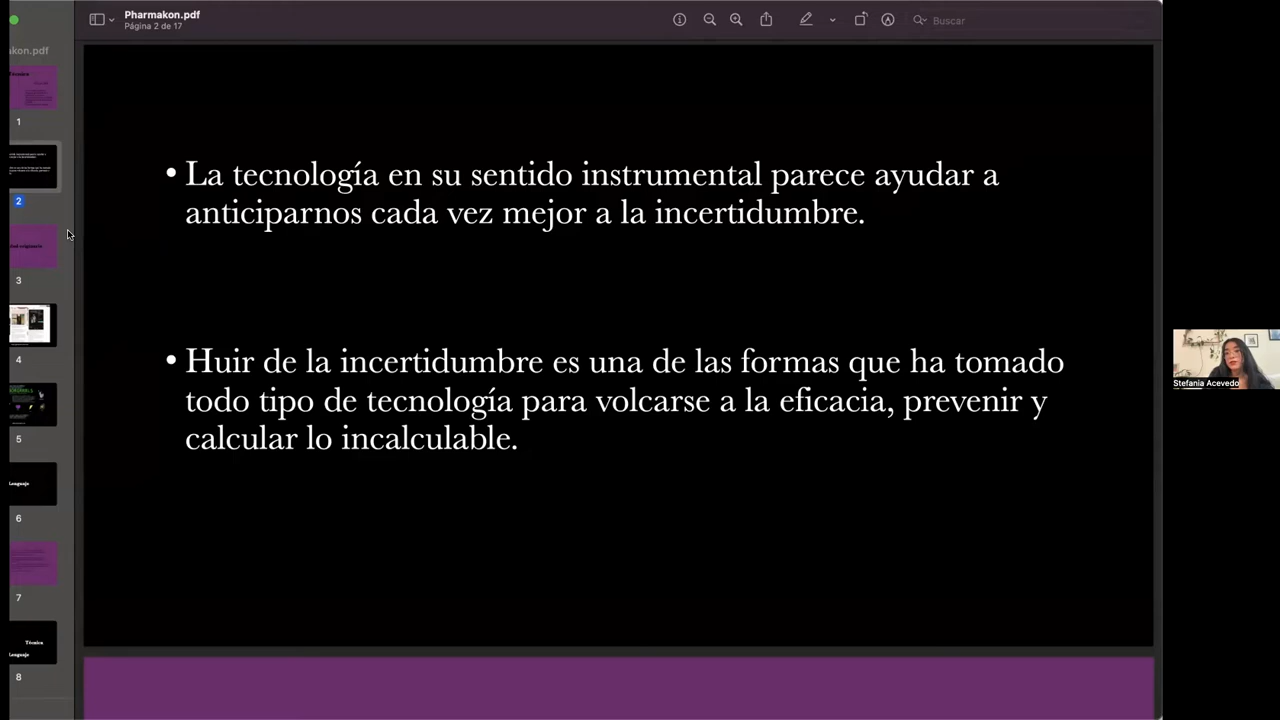 Pharmakon.pdf
Página 2 de 17
Buscar
akon.pdf
1
2
3
4
5
Lenguaje
6
7
Técnica
Lenguaje
8
• La tecnología en su sentido instrumental parece ayudar a
anticiparnos cada vez mejor a la incertidumbre.
• Huir de la incertidumbre es una de las formas que ha tomado
todo tipo de tecnología para volcarse a la eficacia, prevenir y
calcular lo incalculable.
Stefania Acevedo